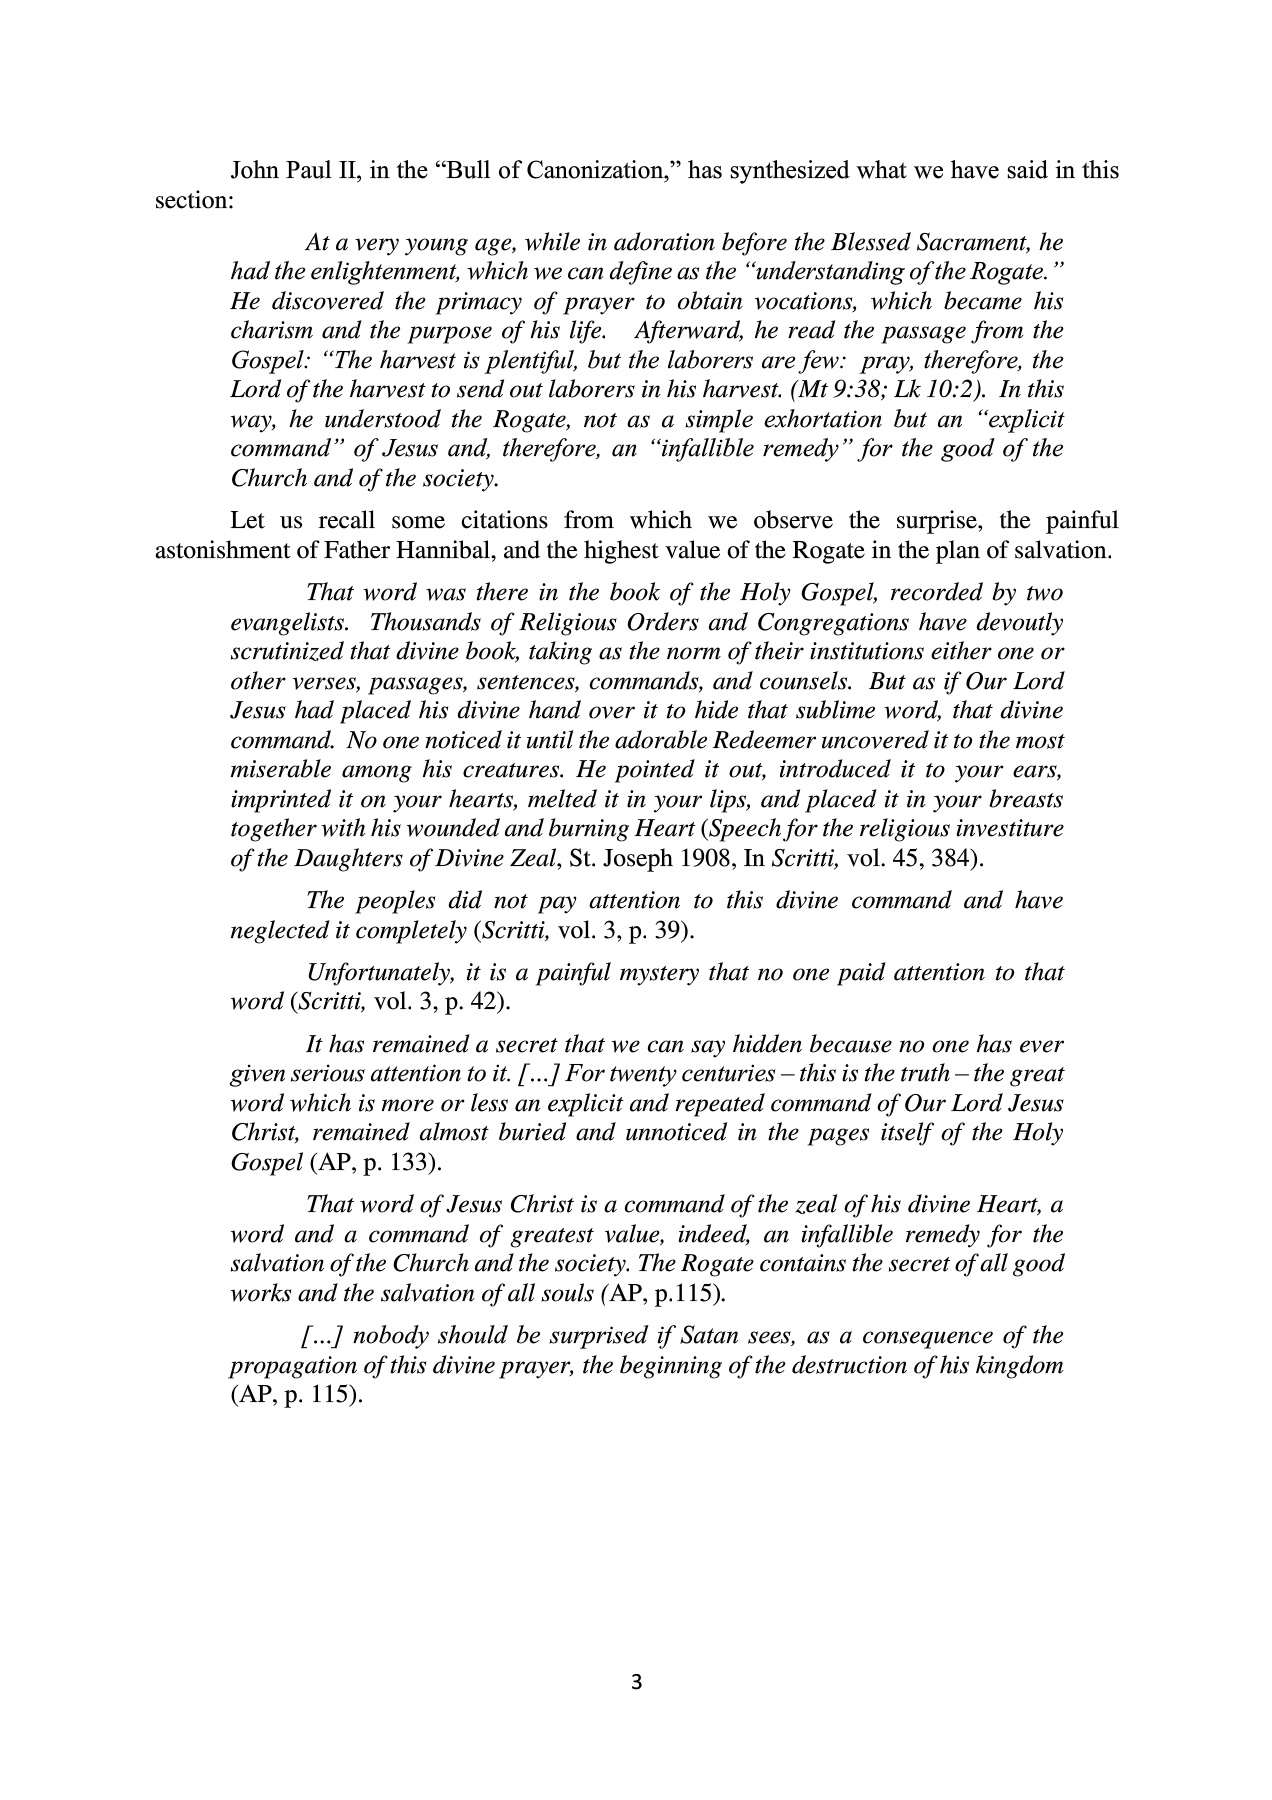 John Paul II, in the “Bull of Canonization,” has synthesized what we have said in this
section:
At a very young age, while in adoration before the Blessed Sacrament, he
had the enlightenment, which we can define as the “understanding of the Rogate.”
He discovered the primacy of prayer to obtain vocations, which became his
charism and the purpose of his life. Afterward, he read the passage from the
Gospel: “The harvest is plentiful, but the laborers are few: pray, therefore, the
Lord of the harvest to send out laborers in his harvest. (Mt 9:38; Lk 10:2). In this
way, he understood the Rogate, not as a simple exhortation but an “explicit
command” of Jesus and, therefore, an “infallible remedy” for the good of the
Church and of the society.
Let us recall some citations from which we observe the surprise, the painful
astonishment of Father Hannibal, and the highest value of the Rogate in the plan of salvation.
That word was there in the book of the Holy Gospel, recorded by two
evangelists. Thousands of Religious Orders and Congregations have devoutly
scrutinized that divine book, taking as the norm of their institutions either one or
other verses, passages, sentences, commands, and counsels. But as if Our Lord
Jesus had placed his divine hand over it to hide that sublime word, that divine
command. No one noticed it until the adorable Redeemer uncovered it to the most
miserable among his creatures. He pointed it out, introduced it to your ears,
imprinted it on your hearts, melted it in your lips, and placed it in your breasts
together with his wounded and burning Heart (Speech for the religious investiture
of the Daughters of Divine Zeal, St. Joseph 1908, In Scritti, vol. 45, 384).
The peoples did not pay attention to this divine command and have
neglected it completely (Scritti, vol. 3, p. 39).
Unfortunately, it is a painful mystery that no one paid attention to that
word (Scritti, vol. 3, p. 42).
It has remained a secret that we can say hidden because no one has ever
given serious attention to it. [...] For twenty centuries – this is the truth – the great
word which is more or less an explicit and repeated command of Our Lord Jesus
Christ, remained almost buried and unnoticed in the pages itself of the Holy
Gospel (AP, p. 133).
That word of Jesus Christ is a command of the zeal of his divine Heart, a
word and a command of greatest value, indeed, an infallible remedy for the
salvation of the Church and the society. The Rogate contains the secret of all good
works and the salvation of all souls (AP, p.115).
[...] nobody should be surprised if Satan sees, as a consequence of the
propagation of this divine prayer, the beginning of the destruction of his kingdom
(AP, p. 115).
3